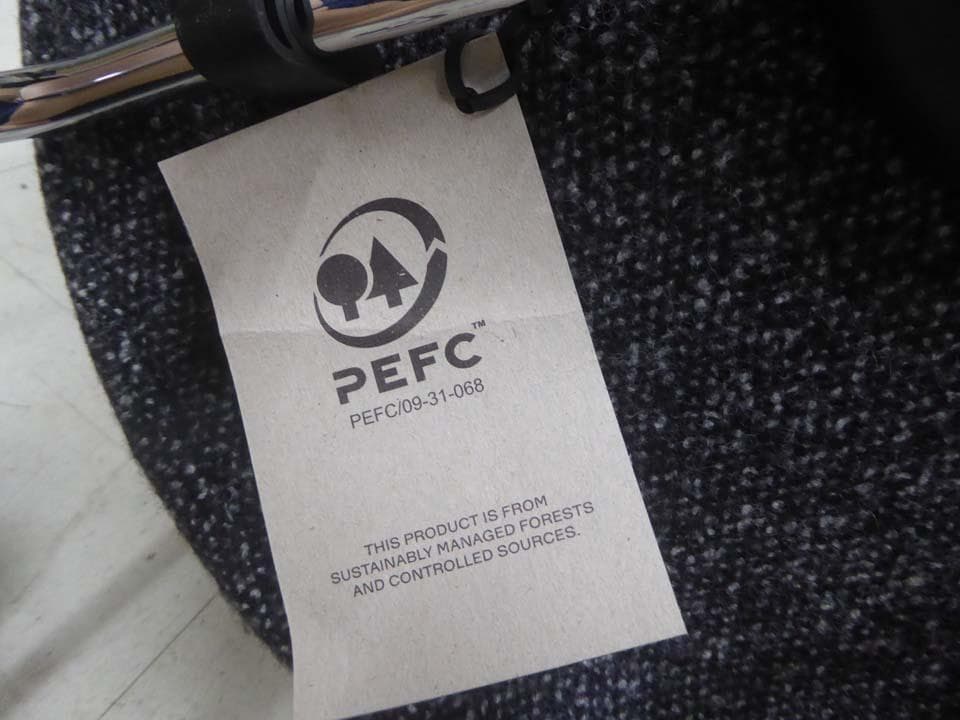 PEFC™
PEFC/09-31-068
THIS PRODUCT IS FROM
SUSTAINABLY MANAGED FORESTS
AND CONTROLLED SOURCES.